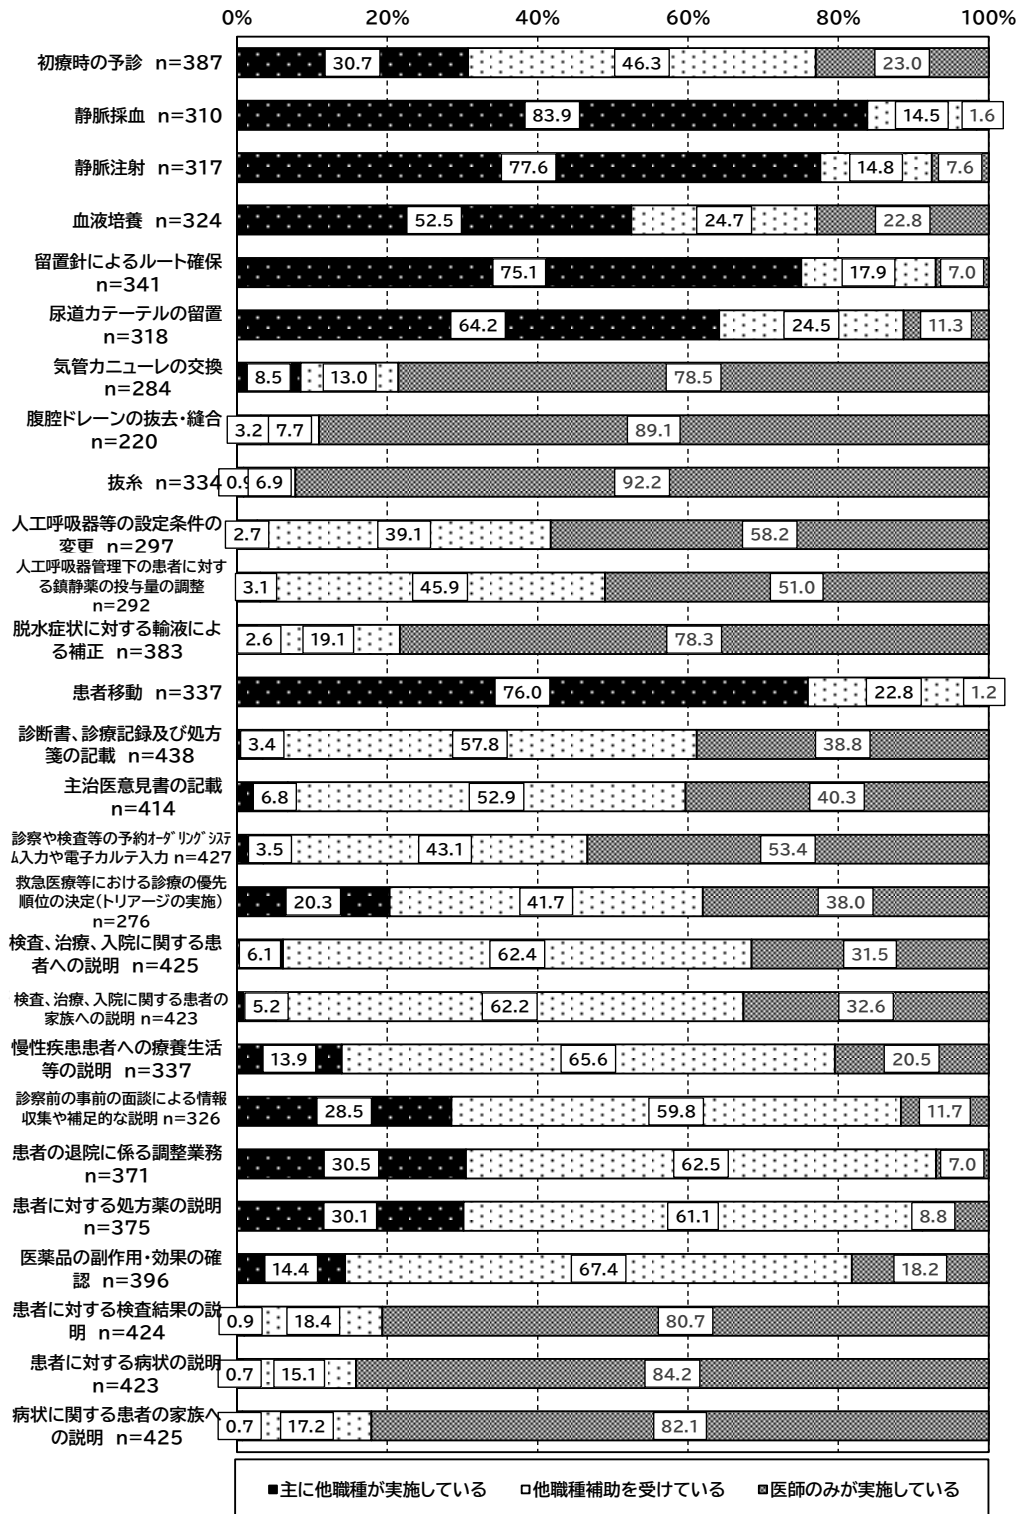 0% 20% 40% 60% 80% 100%
初療時の予診 n=387 30.7 46.3 23.0
静脈採血 n=310 83.9 14.5 1.6
静脈注射 n=317 77.6 14.8 7.6
血液培養 n=324 52.5 24.7 22.8
留置針によるルート確保
n=341 75.1 17.9 7.0
尿道カテーテルの留置
n=318 64.2 24.5 11.3
気管カニューレの交換
n=284 8.5 13.0 78.5
腹腔ドレーンの抜去・縫合
n=220 3.2 7.7 89.1
抜糸 n=334 0.9 6.9 92.2
人工呼吸器等の設定条件の
変更 n=297 2.7 39.1 58.2
人工呼吸器管理下の患者に対す
る鎮静薬の投与量の調整
n=292 3.1 45.9 51.0
脱水症状に対する輸液によ
る補正 n=383 2.6 19.1 78.3
患者移動 n=337 76.0 22.8 1.2
診断書、診療記録及び処方
箋の記載 n=438 3.4 57.8 38.8
主治医意見書の記載
n=414 6.8 52.9 40.3
診察や検査等の予約ｵｰﾀﾞﾘﾝｸﾞｼｽﾃ
ﾑ入力や電子カルテ入力 n=427 3.5 43.1 53.4
救急医療等における診療の優先
順位の決定(トリアージの実施)
n=276 20.3 41.7 38.0
検査、治療、入院に関する患
者への説明 n=425 6.1 62.4 31.5
検査、治療、入院に関する患者の
家族への説明 n=423 5.2 62.2 32.6
慢性疾患患者への療養生活
等の説明 n=337 13.9 65.6 20.5
診察前の事前の面談による情報
収集や補足的な説明 n=326 28.5 59.8 11.7
患者の退院に係る調整業務
n=371 30.5 62.5 7.0
患者に対する処方薬の説明
n=375 30.1 61.1 8.8
医薬品の副作用・効果の確
認 n=396 14.4 67.4 18.2
患者に対する検査結果の説
明 n=424 0.9 18.4 80.7
患者に対する病状の説明
n=423 0.7 15.1 84.2
病状に関する患者の家族へ
の説明 n=425 0.7 17.2 82.1
主に他職種が実施している 他職種補助を受けている 医師のみが実施している